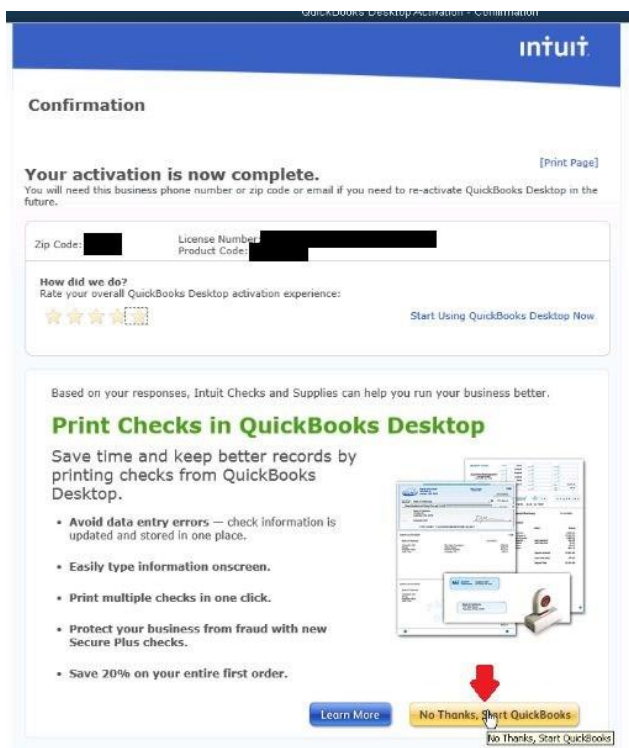 QuickBooks Desktop Activation - Confirmation
intuit
Confirmation
[Print Page]
Your activation is now complete.
You will need this business phone number or zip code or email if you need to re-activate QuickBooks Desktop in the
future.
Zip Code:
License Number:
Product Code:
How did we do?
Rate your overall QuickBooks Desktop activation experience:
Start Using QuickBooks Desktop Now
Based on your responses, Intuit Checks and Supplies can help you run your business better.
Print Checks in QuickBooks Desktop
Save time and keep better records by
printing checks from QuickBooks
Desktop.
• Avoid data entry errors — check information is
updated and stored in one place.
• Easily type information onscreen.
• Print multiple checks in one click.
• Protect your business from fraud with new
Secure Plus checks.
• Save 20% on your entire first order.
Learn More
No Thanks, Start QuickBooks
No Thanks, Start QuickBooks